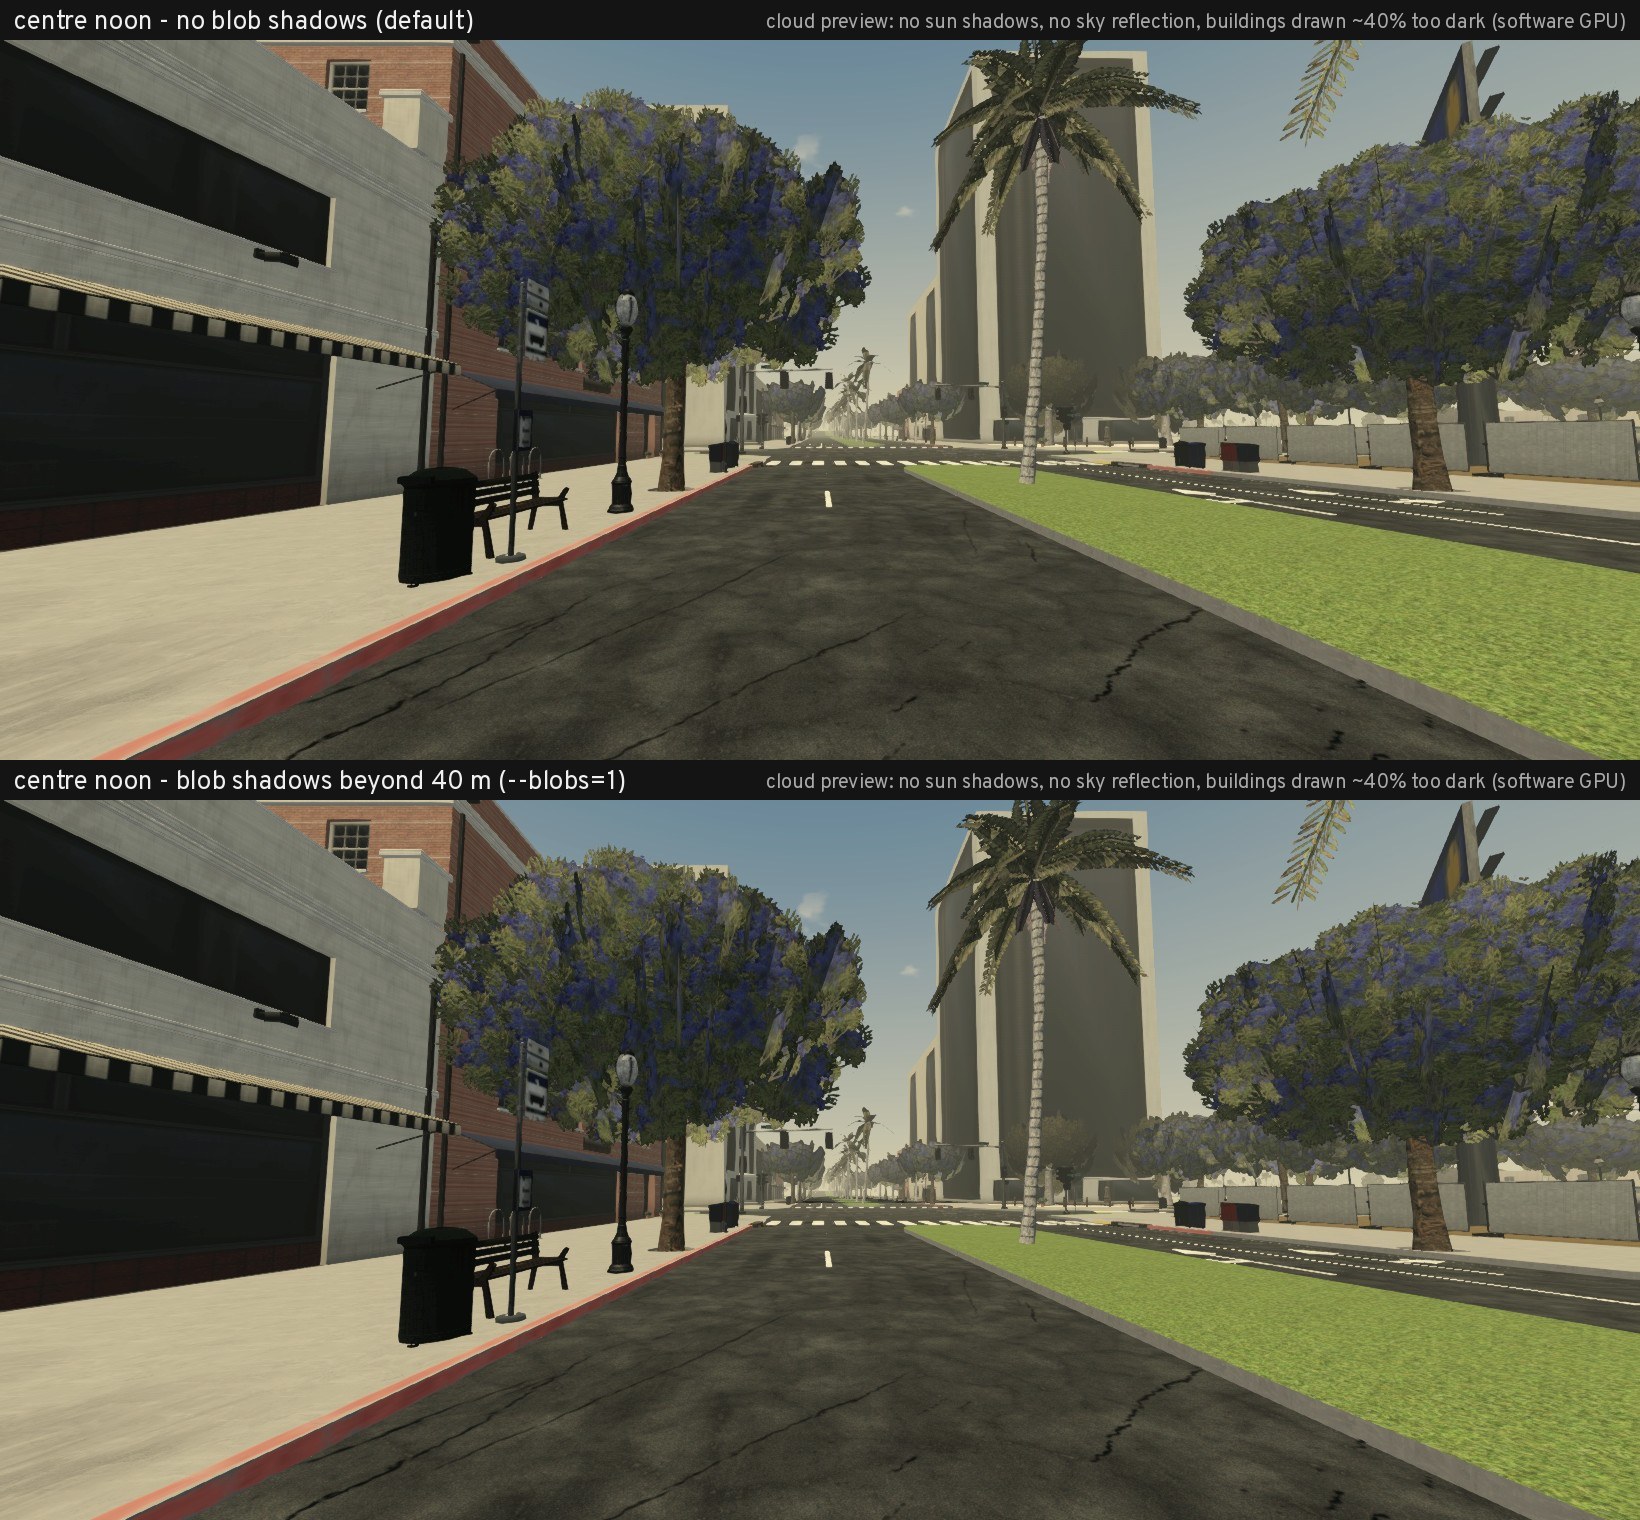 centre noon - no blob shadows (default)
cloud preview: no sun shadows, no sky reflection, buildings drawn ~40% too dark (software GPU)
centre noon - blob shadows beyond 40 m (--blobs=1)
cloud preview: no sun shadows, no sky reflection, buildings drawn ~40% too dark (software GPU)